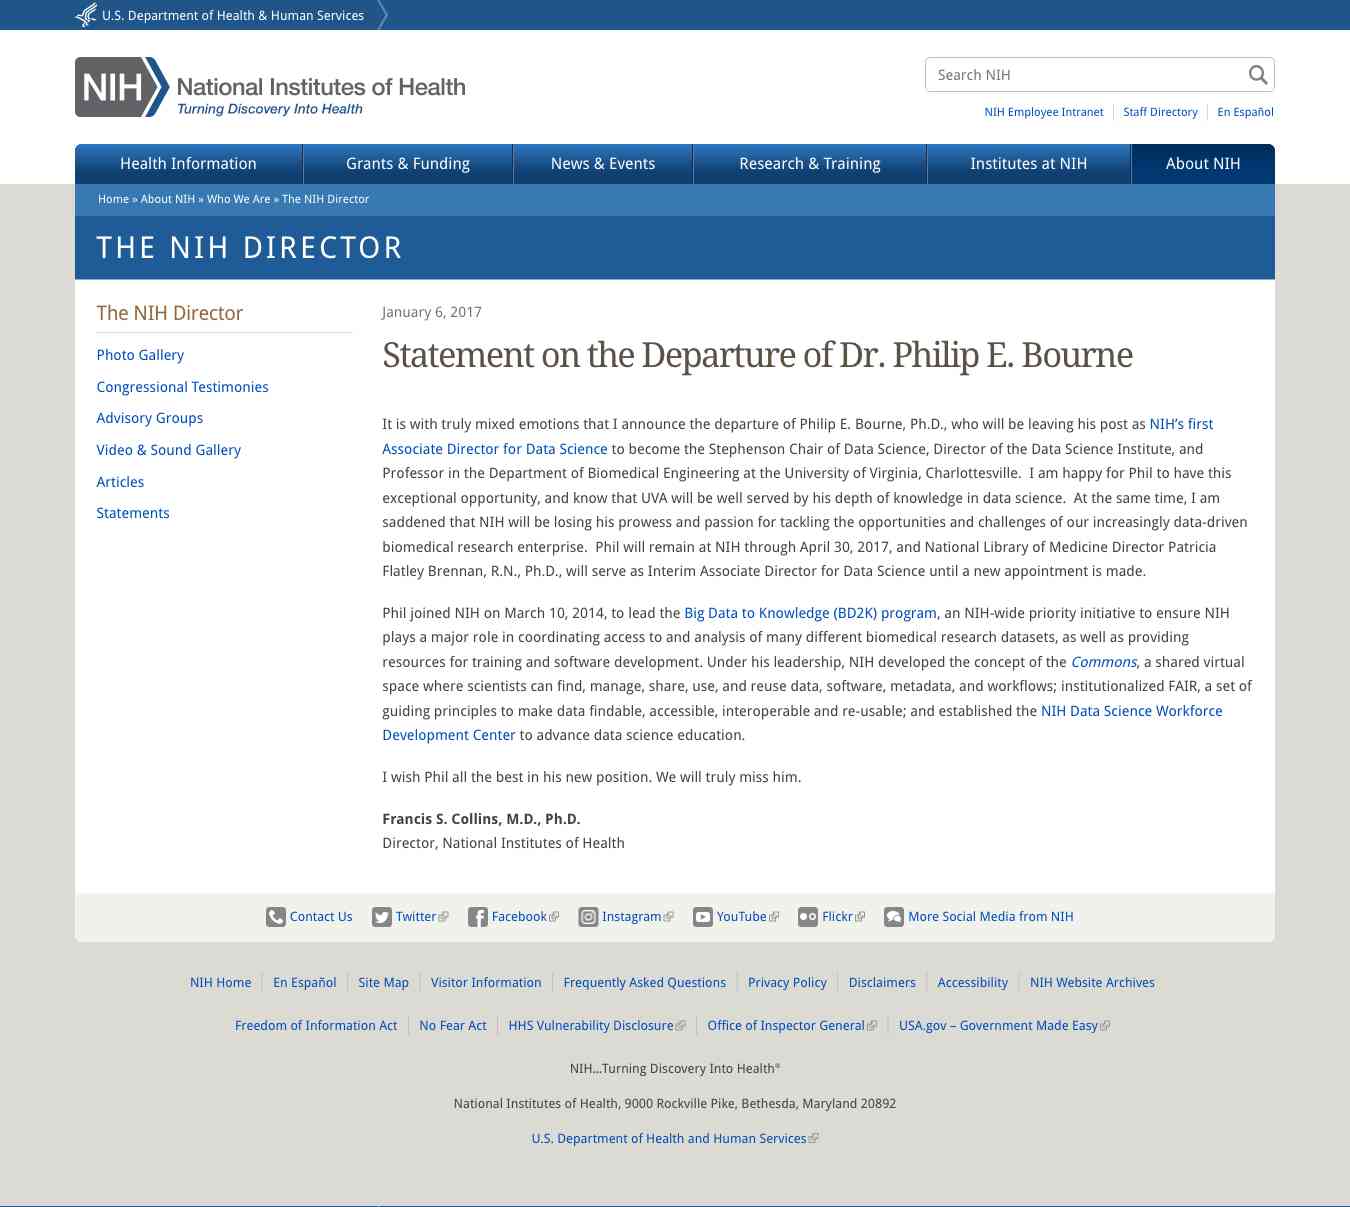 U.S. Department of Health & Human Services
NIH National Institutes of Health
Turning Discovery Into Health
Search NIH
NIH Employee Intranet
Staff Directory
En Español
Health Information
Grants & Funding
News & Events
Research & Training
Institutes at NIH
About NIH
Home » About NIH » Who We Are » The NIH Director
THE NIH DIRECTOR
The NIH Director
Photo Gallery
Congressional Testimonies
Advisory Groups
Video & Sound Gallery
Articles
Statements
January 6, 2017
Statement on the Departure of Dr. Philip E. Bourne
It is with truly mixed emotions that I announce the departure of Philip E. Bourne, Ph.D., who will be leaving his post as NIH’s first
Associate Director for Data Science to become the Stephenson Chair of Data Science, Director of the Data Science Institute, and
Professor in the Department of Biomedical Engineering at the University of Virginia, Charlottesville.  I am happy for Phil to have this
exceptional opportunity, and know that UVA will be well served by his depth of knowledge in data science.  At the same time, I am
saddened that NIH will be losing his prowess and passion for tackling the opportunities and challenges of our increasingly data-driven
biomedical research enterprise.  Phil will remain at NIH through April 30, 2017, and National Library of Medicine Director Patricia
Flatley Brennan, R.N., Ph.D., will serve as Interim Associate Director for Data Science until a new appointment is made.
Phil joined NIH on March 10, 2014, to lead the Big Data to Knowledge (BD2K) program, an NIH-wide priority initiative to ensure NIH
plays a major role in coordinating access to and analysis of many different biomedical research datasets, as well as providing
resources for training and software development. Under his leadership, NIH developed the concept of the Commons, a shared virtual
space where scientists can find, manage, share, use, and reuse data, software, metadata, and workflows; institutionalized FAIR, a set of
guiding principles to make data findable, accessible, interoperable and re-usable; and established the NIH Data Science Workforce
Development Center to advance data science education.
I wish Phil all the best in his new position. We will truly miss him.
Francis S. Collins, M.D., Ph.D.
Director, National Institutes of Health
Contact Us
Twitter
Facebook
Instagram
YouTube
Flickr
More Social Media from NIH
NIH Home
En Español
Site Map
Visitor Information
Frequently Asked Questions
Privacy Policy
Disclaimers
Accessibility
NIH Website Archives
Freedom of Information Act
No Fear Act
HHS Vulnerability Disclosure
Office of Inspector General
USA.gov – Government Made Easy
NIH...Turning Discovery Into Health®
National Institutes of Health, 9000 Rockville Pike, Bethesda, Maryland 20892
U.S. Department of Health and Human Services